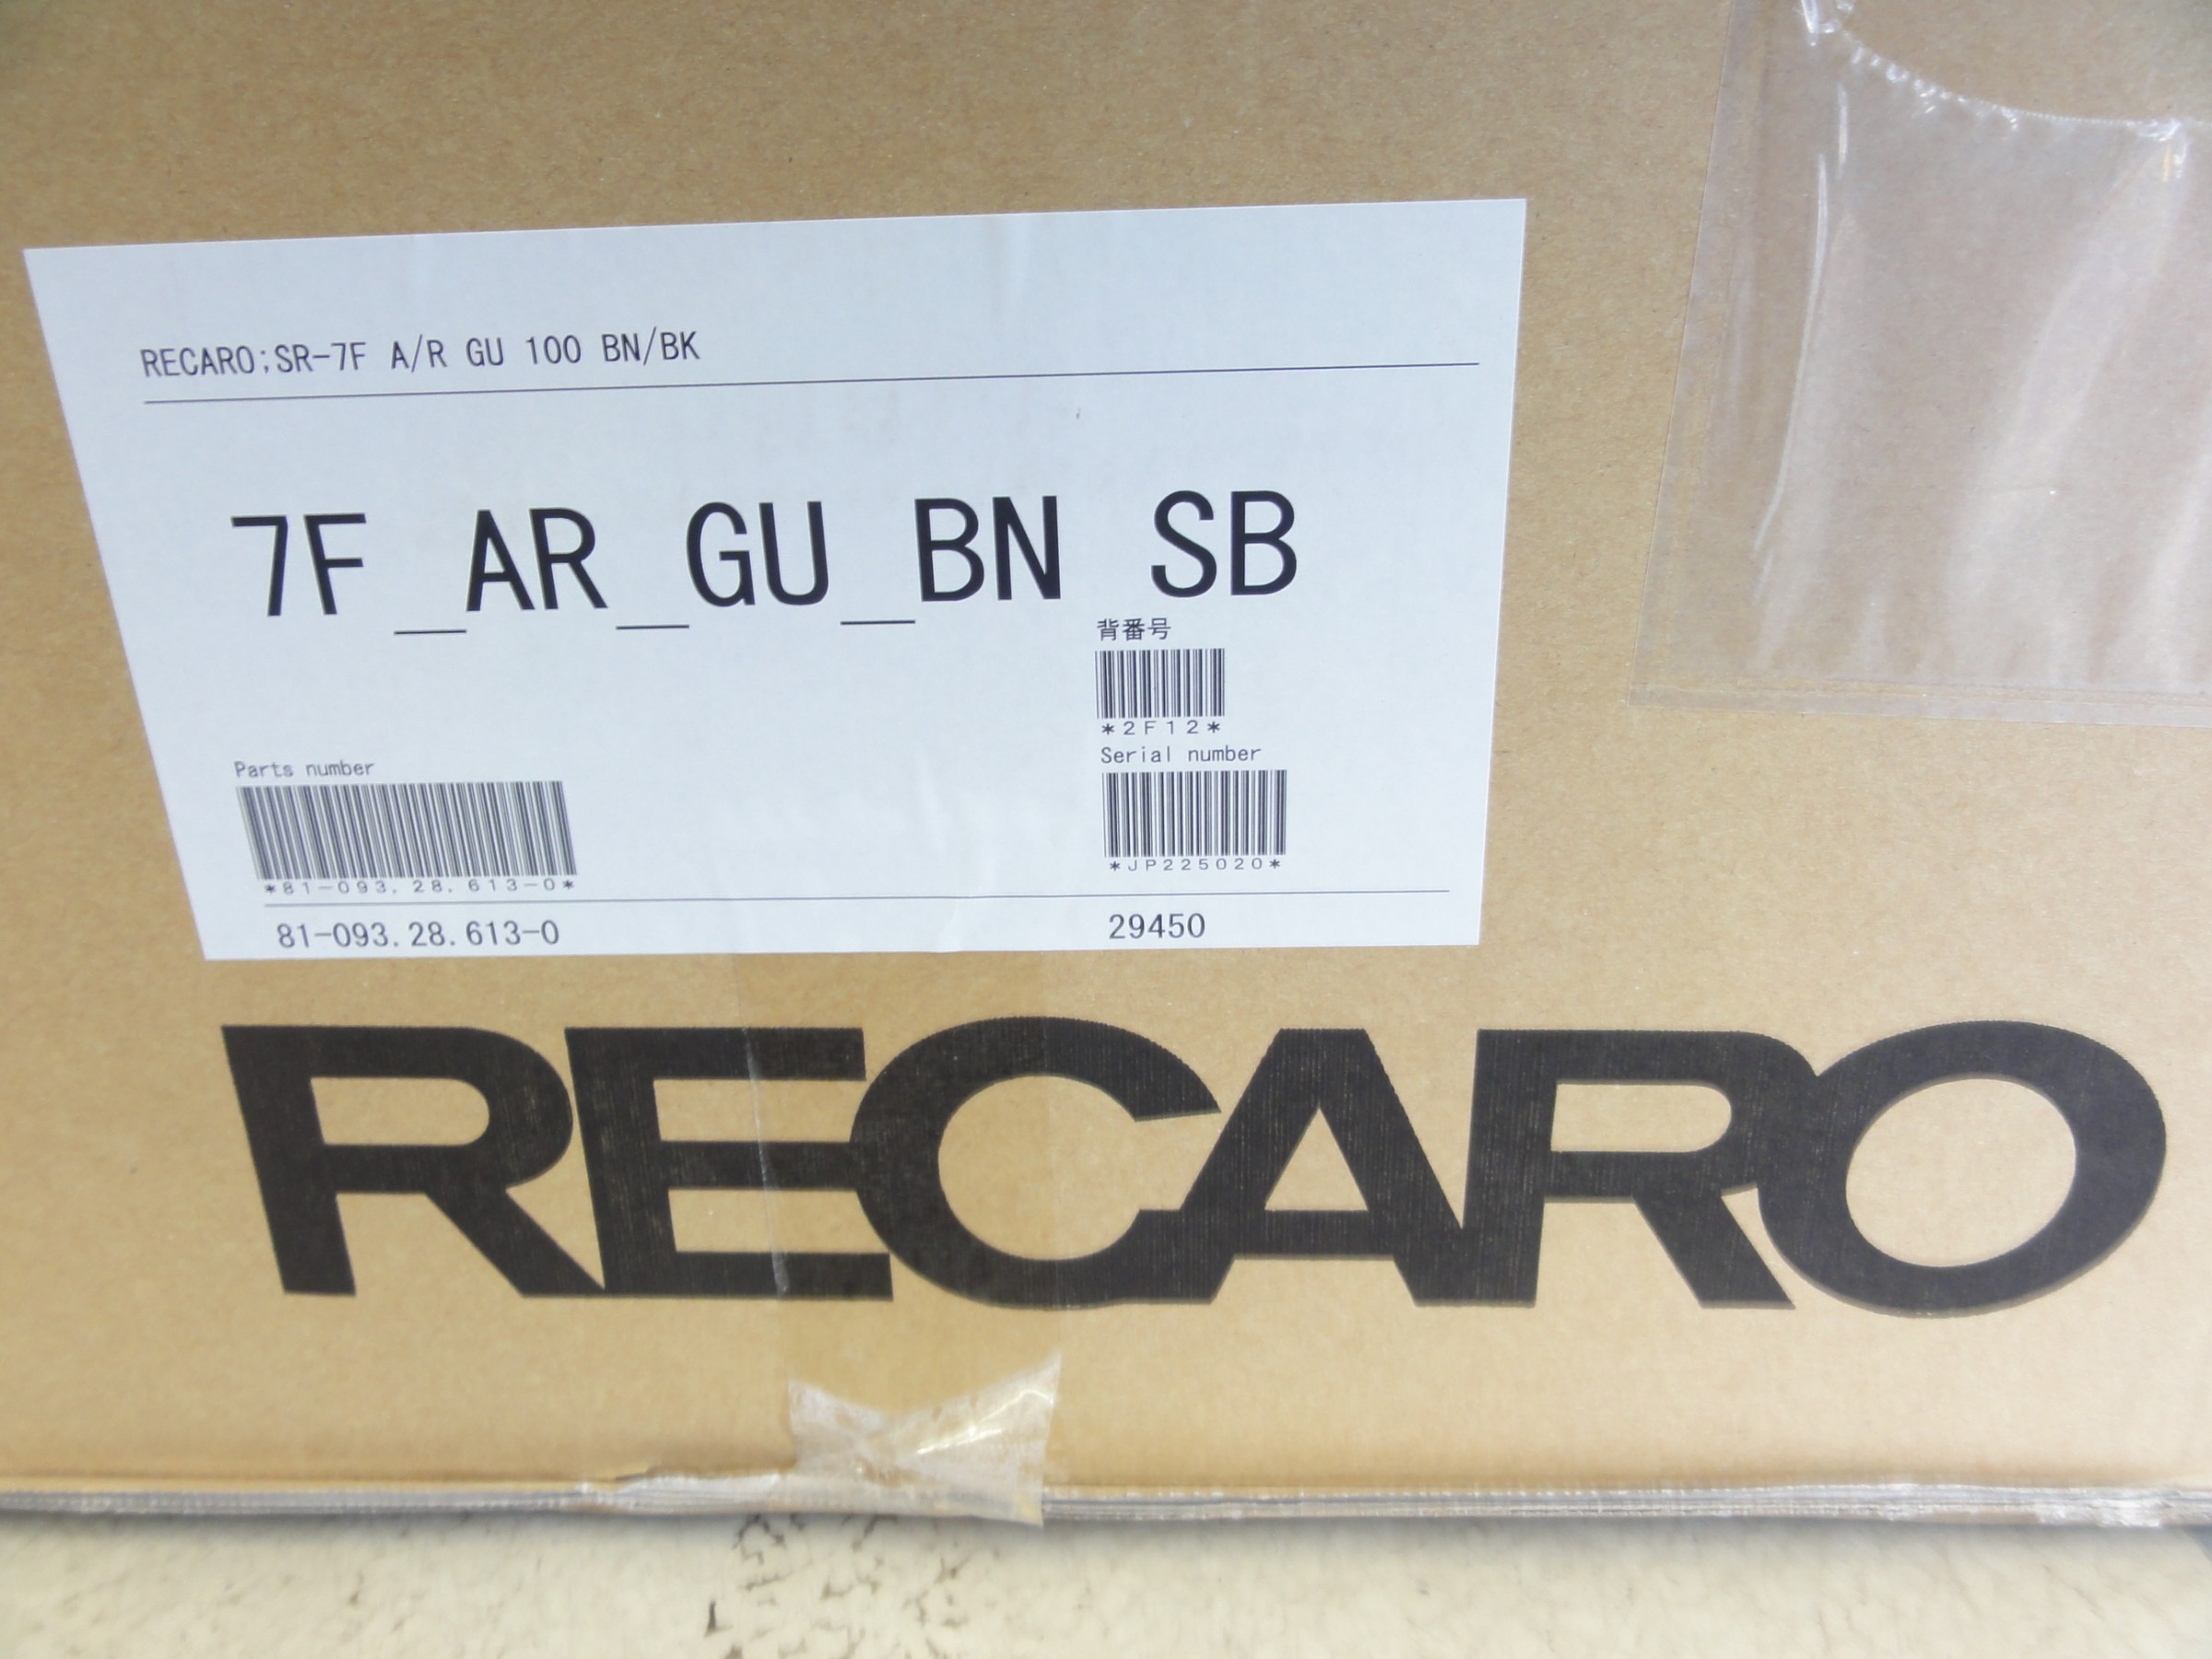 RECARO;SR-7F A/R GU 100 BN/BK
7F_AR_GU_BN SB
背番号
*2F12*
Parts number
Serial number
*81-093.28.613-0*
*JP225020*
81-093.28.613-0
29450
RECARO